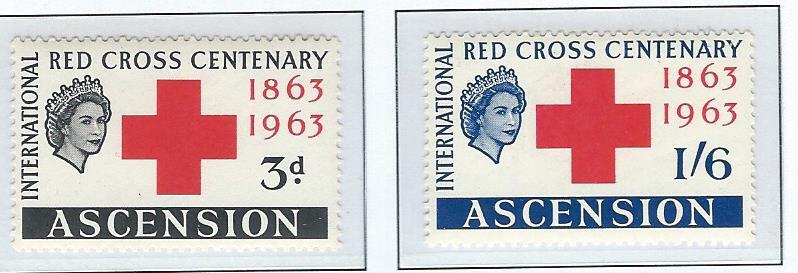 INTERNATIONAL
RED CROSS CENTENARY
1863
1963
3d
ASCENSION
INTERNATIONAL
RED CROSS CENTENARY
1863
1963
1/6
ASCENSION